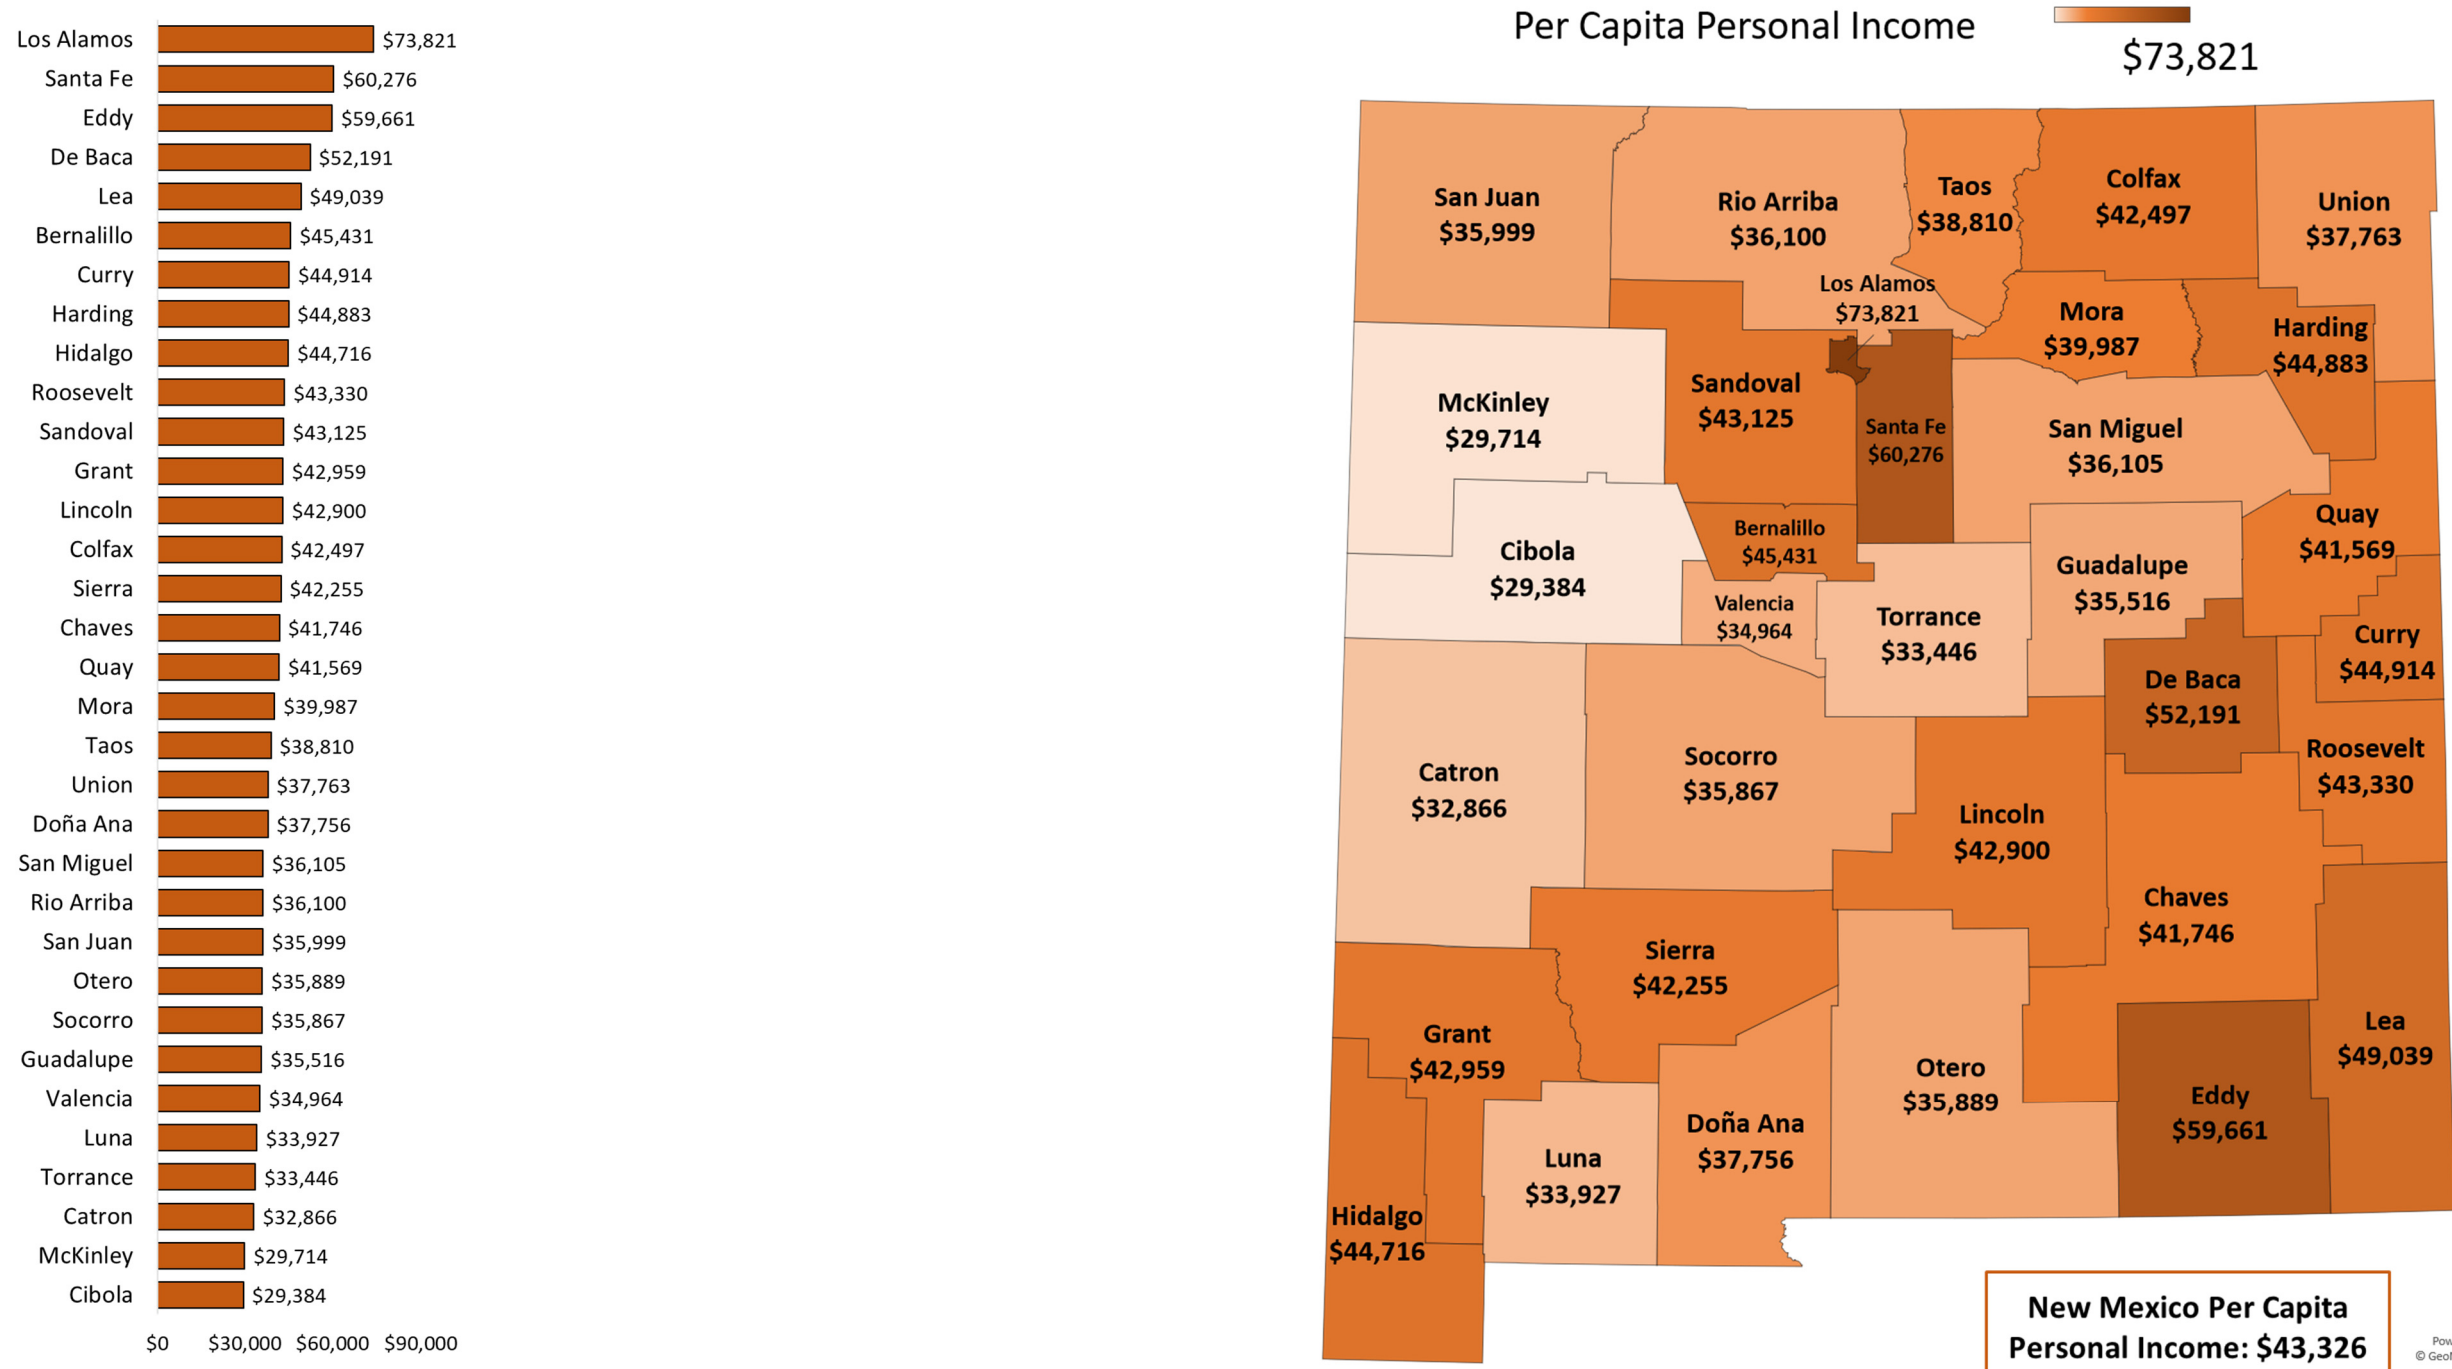 Los Alamos $73,821
Santa Fe $60,276
Eddy $59,661
De Baca $52,191
Lea $49,039
Bernalillo $45,431
Curry $44,914
Harding $44,883
Hidalgo $44,716
Roosevelt $43,330
Sandoval $43,125
Grant $42,959
Lincoln $42,900
Colfax $42,497
Sierra $42,255
Chaves $41,746
Quay $41,569
Mora $39,987
Taos $38,810
Union $37,763
Doña Ana $37,756
San Miguel $36,105
Rio Arriba $36,100
San Juan $35,999
Otero $35,889
Socorro $35,867
Guadalupe $35,516
Valencia $34,964
Luna $33,927
Torrance $33,446
Catron $32,866
McKinley $29,714
Cibola $29,384
$0 $30,000 $60,000 $90,000
Per Capita Personal Income
$73,821
San Juan
$35,999
Rio Arriba
$36,100
Taos
$38,810
Colfax
$42,497
Union
$37,763
Los Alamos
$73,821
Mora
$39,987
Harding
$44,883
McKinley
$29,714
Sandoval
$43,125
Santa Fe
$60,276
San Miguel
$36,105
Quay
$41,569
Cibola
$29,384
Bernalillo
$45,431
Valencia
$34,964
Torrance
$33,446
Guadalupe
$35,516
Curry
$44,914
De Baca
$52,191
Roosevelt
$43,330
Catron
$32,866
Socorro
$35,867
Lincoln
$42,900
Chaves
$41,746
Sierra
$42,255
Grant
$42,959
Otero
$35,889
Lea
$49,039
Eddy
$59,661
Doña Ana
$37,756
Luna
$33,927
Hidalgo
$44,716
New Mexico Per Capita
Personal Income: $43,326